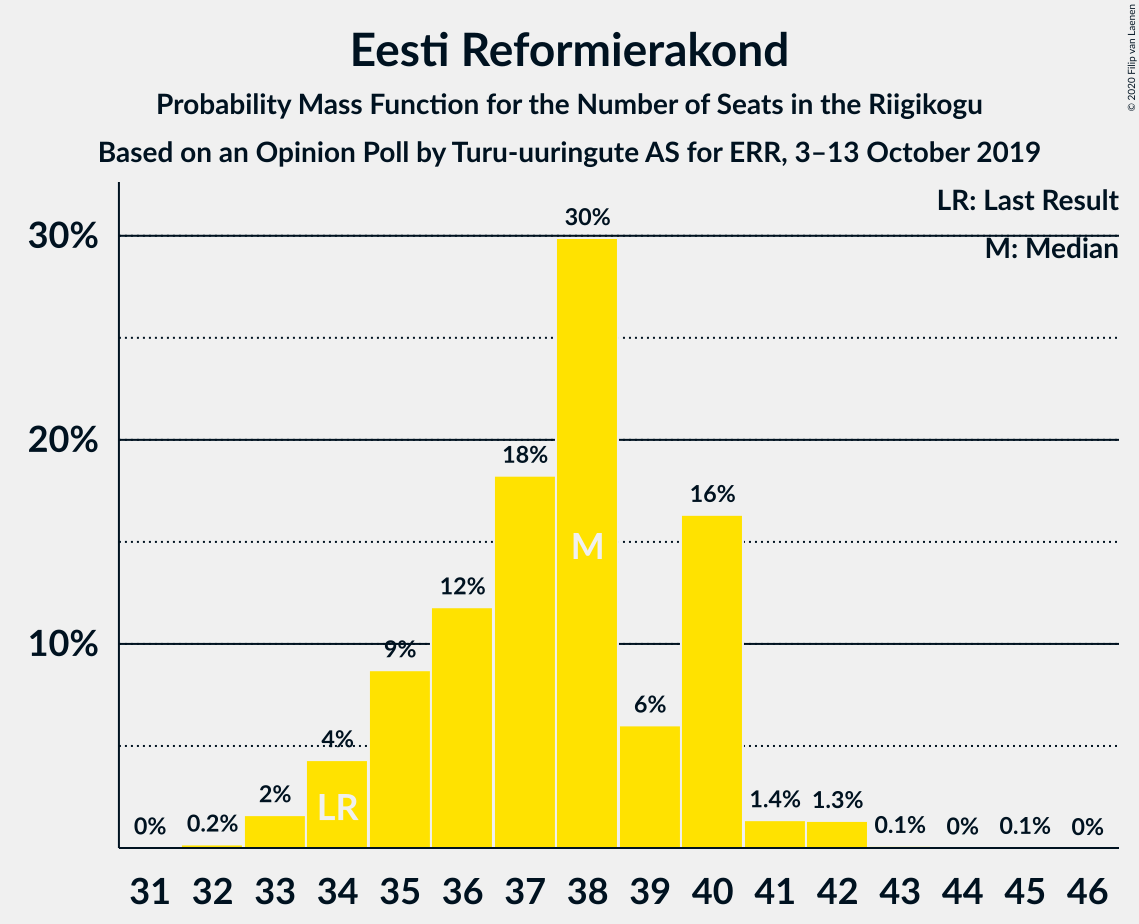 Eesti Reformierakond
Probability Mass Function for the Number of Seats in the Riigikogu
Based on an Opinion Poll by Turu-uuringute AS for ERR, 3–13 October 2019
© 2020 Filip van Laenen
LR: Last Result
M: Median
30%
20%
10%
0%
0.2%
2%
4%
9%
12%
18%
30%
6%
16%
1.4%
1.3%
0.1%
0%
0.1%
0%
LR
M
31 32 33 34 35 36 37 38 39 40 41 42 43 44 45 46